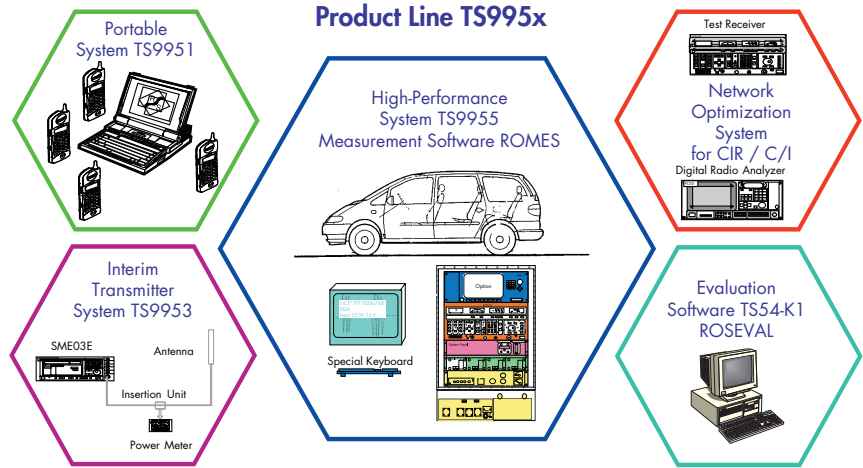 Product Line TS995x
Portable
System TS9951
High-Performance
System TS9955
Measurement Software ROMES
Option
Special Keyboard
Test Receiver
Network
Optimization
System
for CIR / C/I
Digital Radio Analyzer
Interim
Transmitter
System TS9953
SME03E
Antenna
Insertion Unit
Power Meter
Evaluation
Software TS54-K1
ROSEVAL